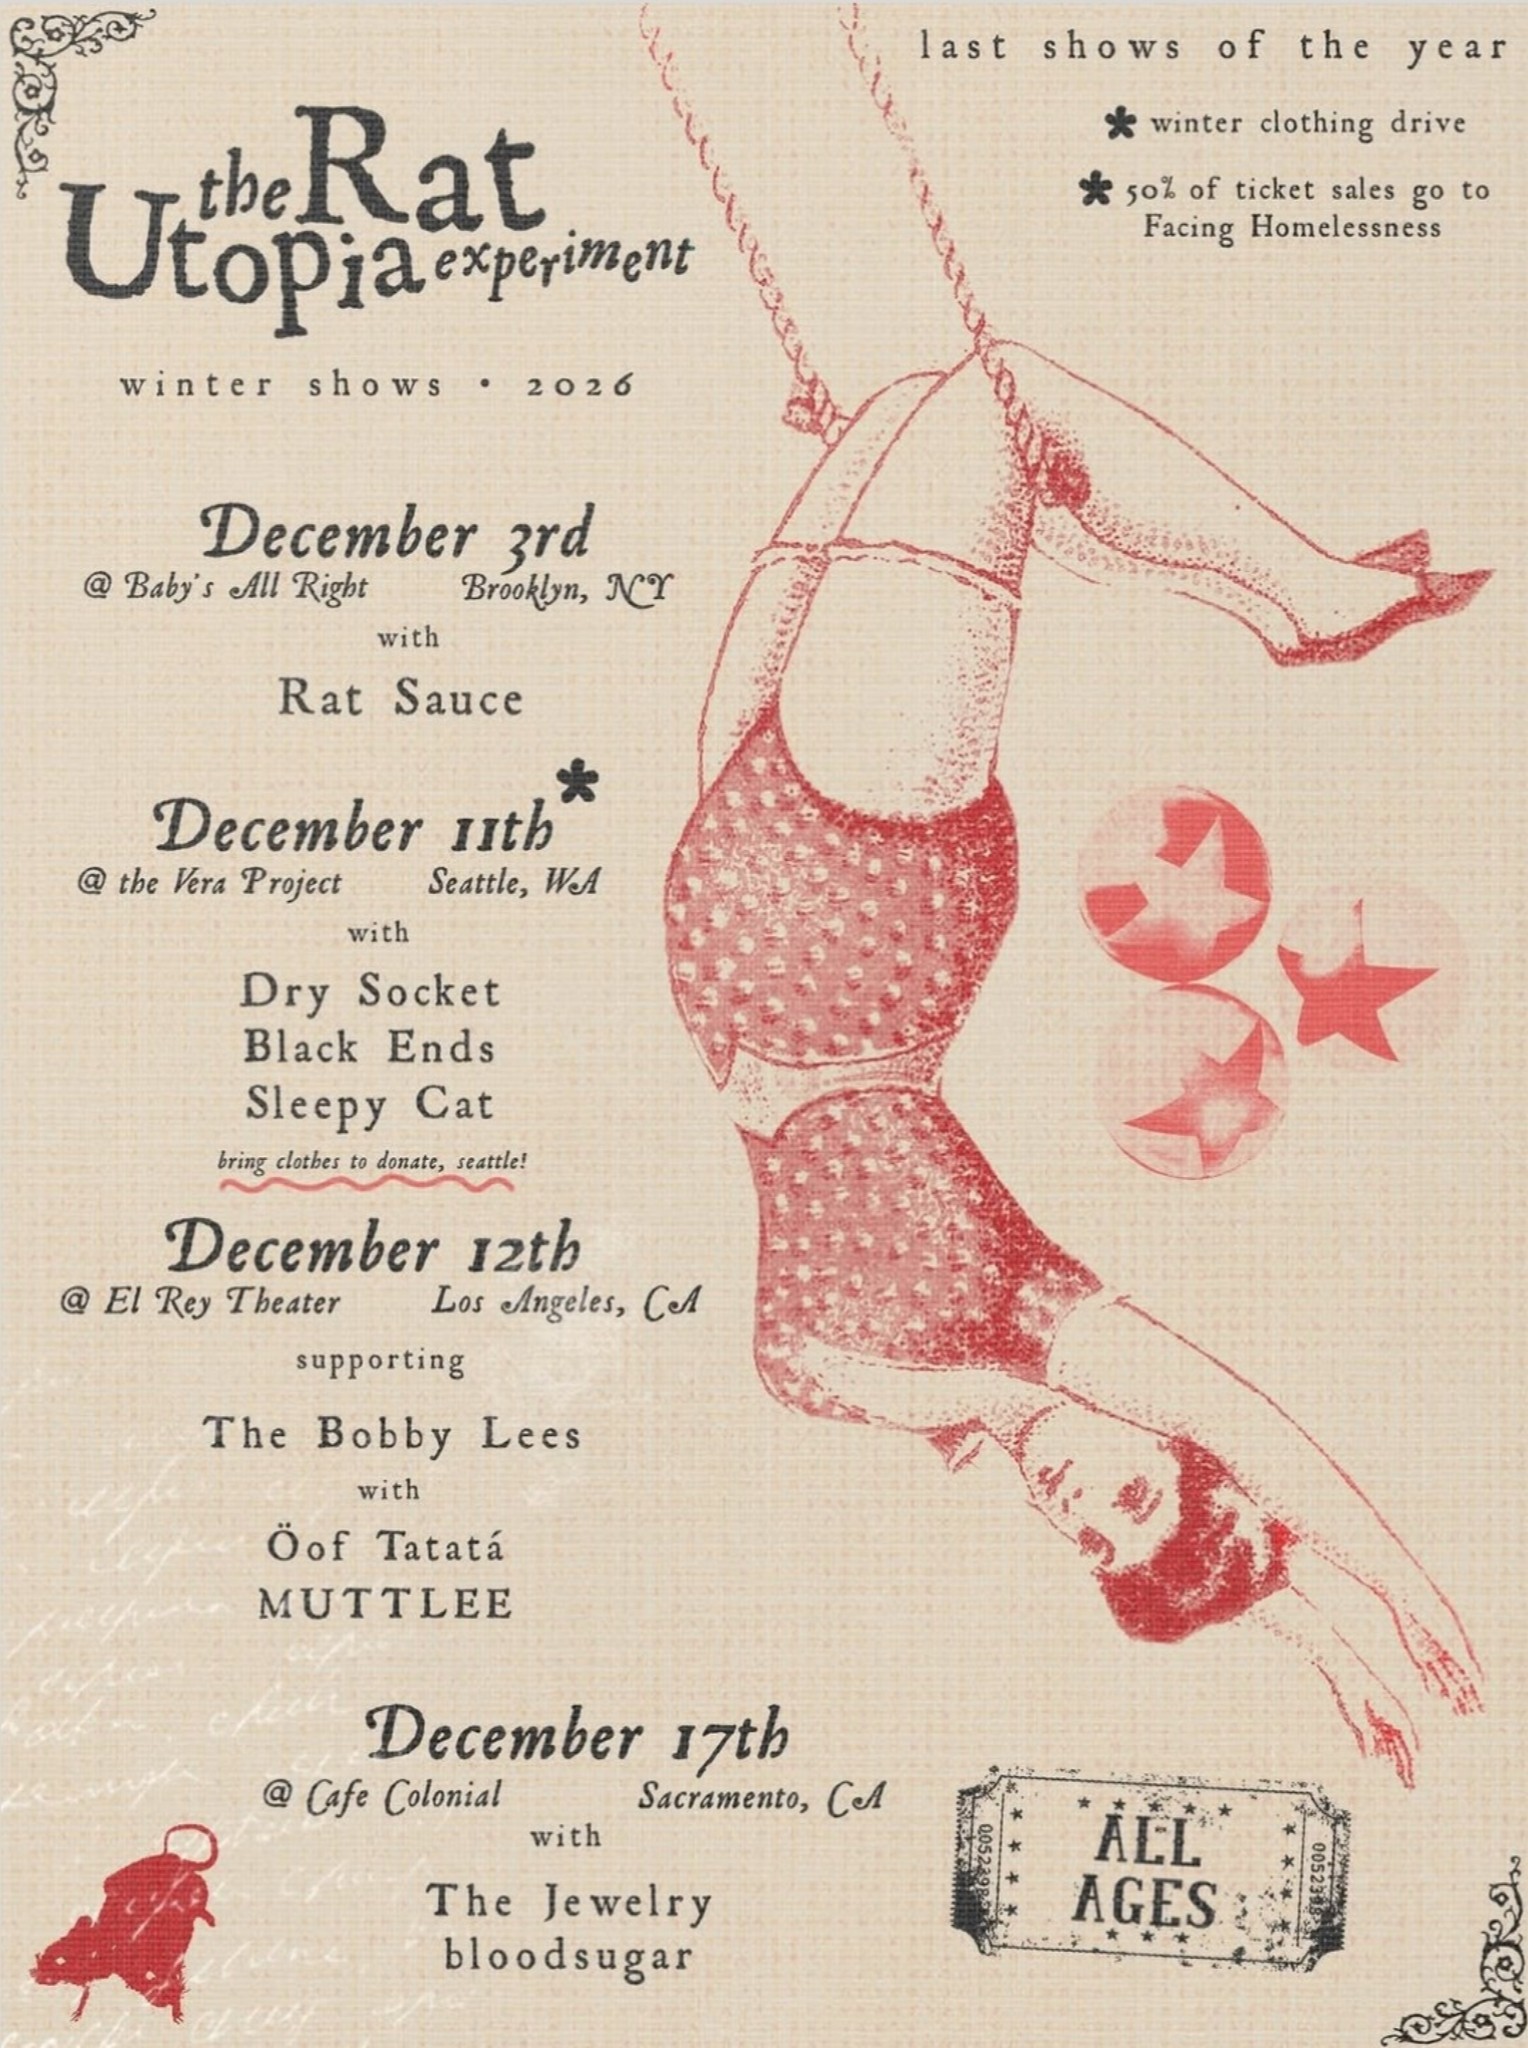 last shows of the year
* winter clothing drive
* 50% of ticket sales go to
Facing Homelessness
the Rat
Utopia experiment
winter shows • 2026
December 3rd
@ Baby's All Right Brooklyn, NY
with
Rat Sauce
December 11th*
@ the Vera Project Seattle, WA
with
Dry Socket
Black Ends
Sleepy Cat
bring clothes to donate, seattle!
December 12th
@ El Rey Theater Los Angeles, CA
supporting
The Bobby Lees
with
Öof Tatatá
MUTTLEE
December 17th
@ Cafe Colonial Sacramento, CA
with
The Jewelry
bloodsugar
ALL
AGES